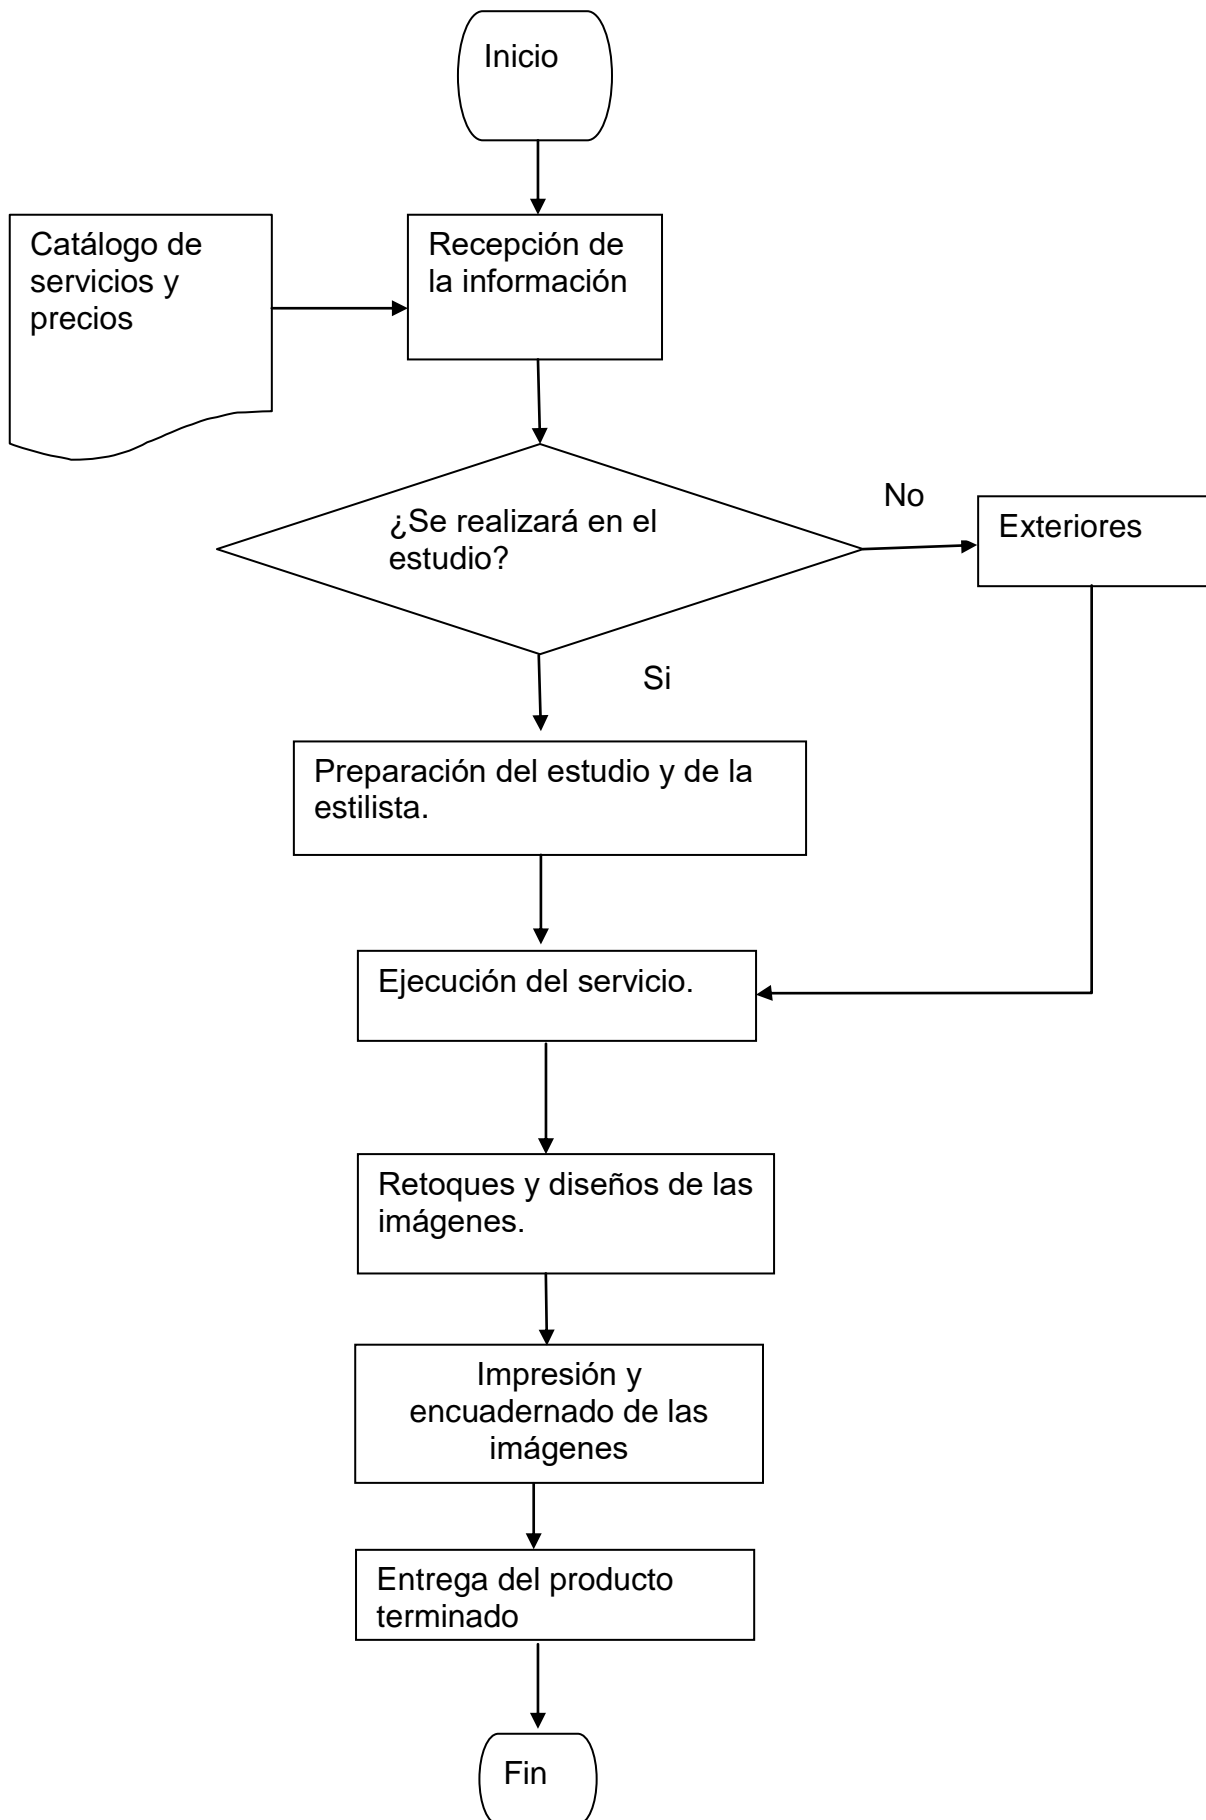 Inicio
Catálogo de
servicios y
precios
Recepción de
la información
¿Se realizará en el
estudio?
No
Exteriores
Si
Preparación del estudio y de la
estilista.
Ejecución del servicio.
Retoques y diseños de las
imágenes.
Impresión y
encuadernado de las
imágenes
Entrega del producto
terminado
Fin